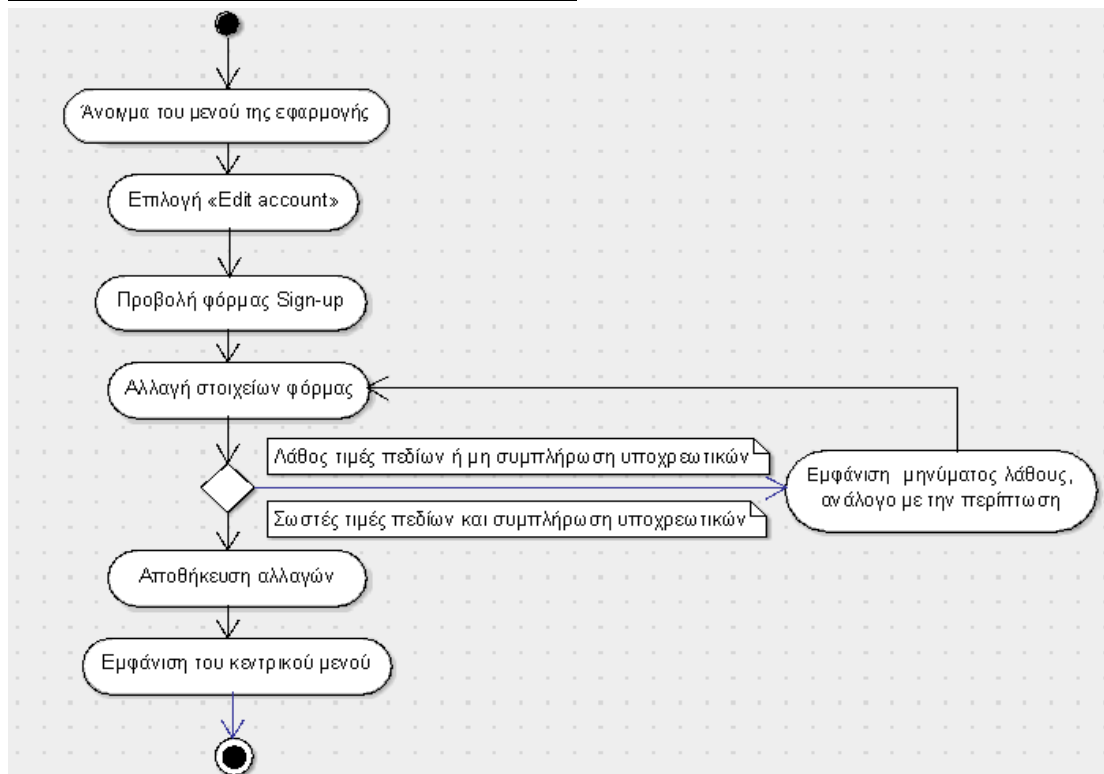 Άνοιγμα του μενού της εφαρμογής
Επιλογή «Edit account»
Προβολή φόρμας Sign-up
Αλλαγή στοιχείων φόρμας
Λάθος τιμές πεδίων ή μη συμπλήρωση υποχρεωτικών
Εμφάνιση μηνύματος λάθους,
ανάλογο με την περίπτωση
Σωστές τιμές πεδίων και συμπλήρωση υποχρεωτικών
Αποθήκευση αλλαγών
Εμφάνιση του κεντρικού μενού